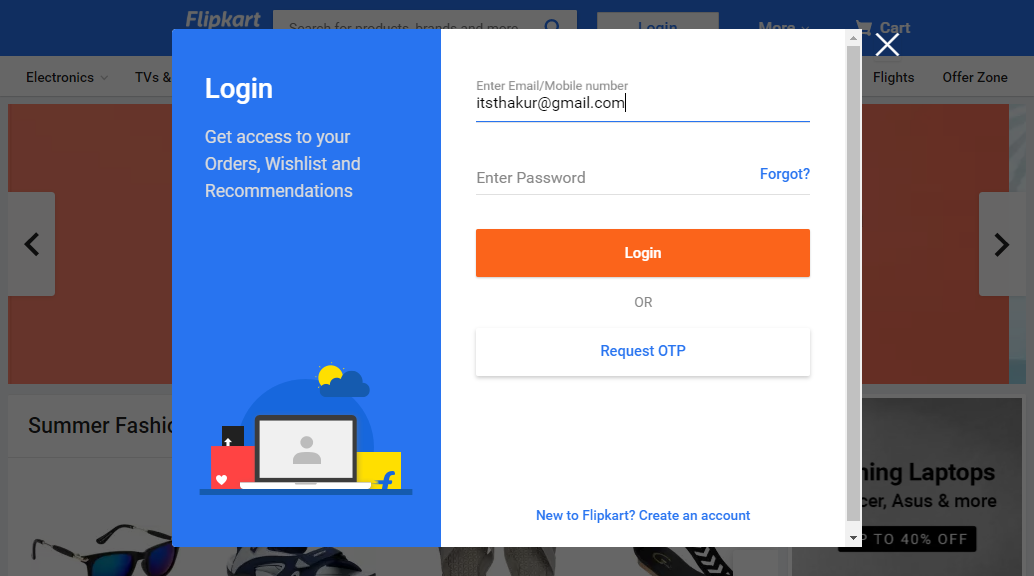 Flipkart
Search for products, brands and more
Login
More
Cart
Electronics
TVs &
Flights
Offer Zone
Login
Get access to your
Orders, Wishlist and
Recommendations
Enter Email/Mobile number
itsthakur@gmail.com
Enter Password
Forgot?
Login
OR
Request OTP
New to Flipkart? Create an account
Summer Fashio
ning Laptops
cer, Asus & more
P TO 40% OFF